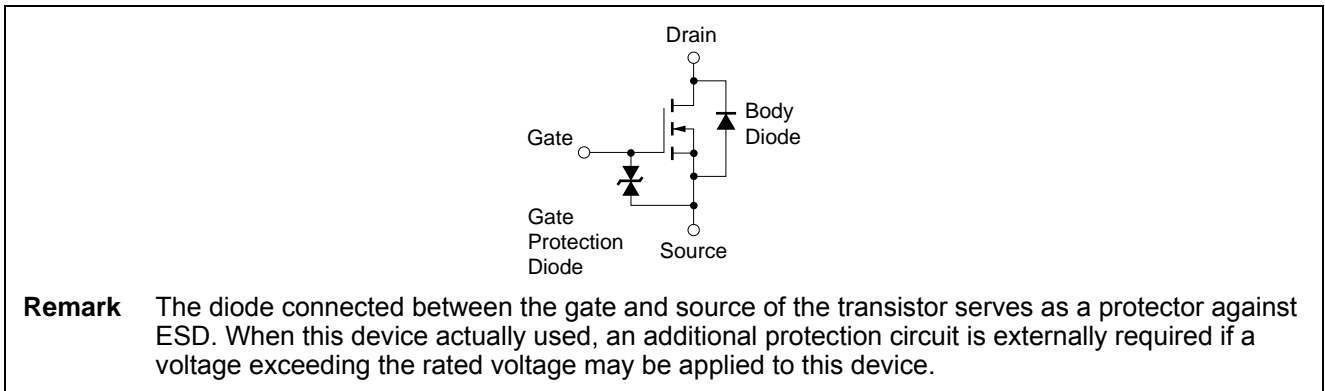 Drain
Body
Diode
Gate
Gate
Protection
Diode
Source
Remark The diode connected between the gate and source of the transistor serves as a protector against
ESD. When this device actually used, an additional protection circuit is externally required if a
voltage exceeding the rated voltage may be applied to this device.